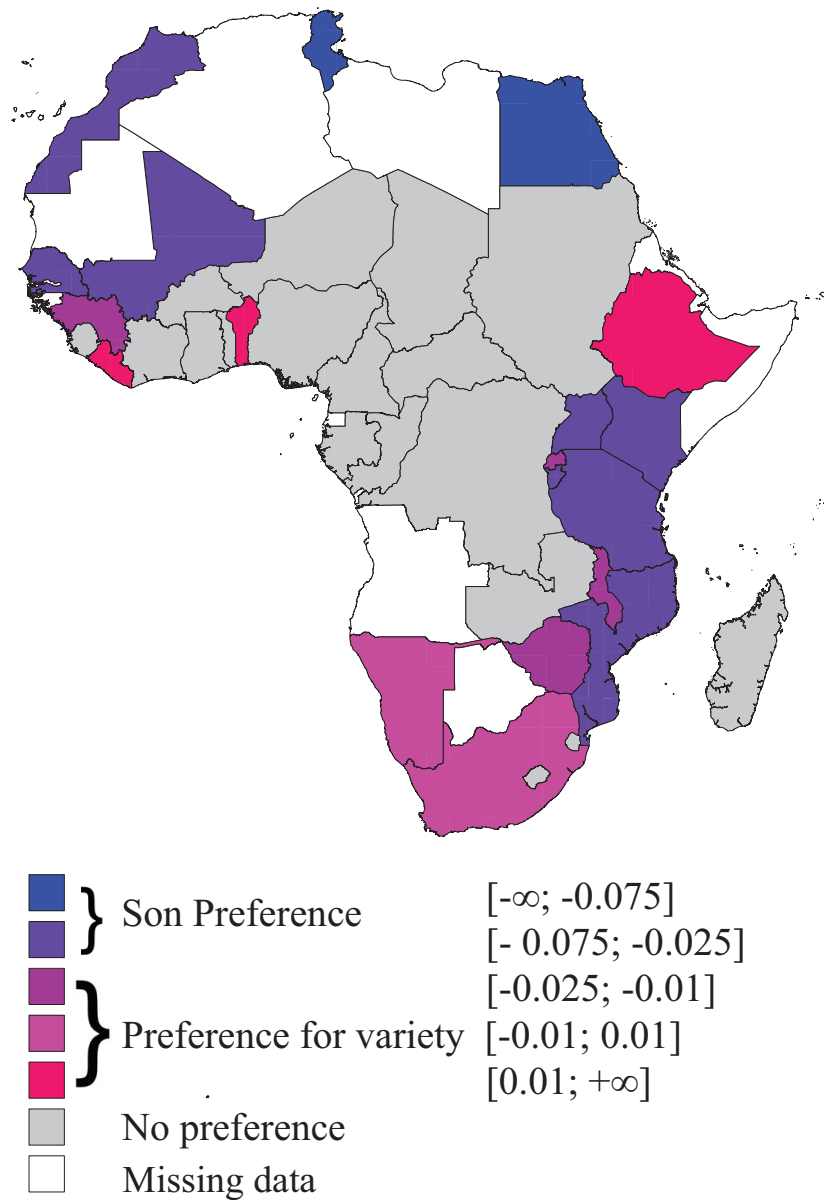 Son Preference
[-∞; -0.075]
[- 0.075; -0.025]
[-0.025; -0.01]
Preference for variety
[-0.01; 0.01]
[0.01; +∞]
No preference
Missing data